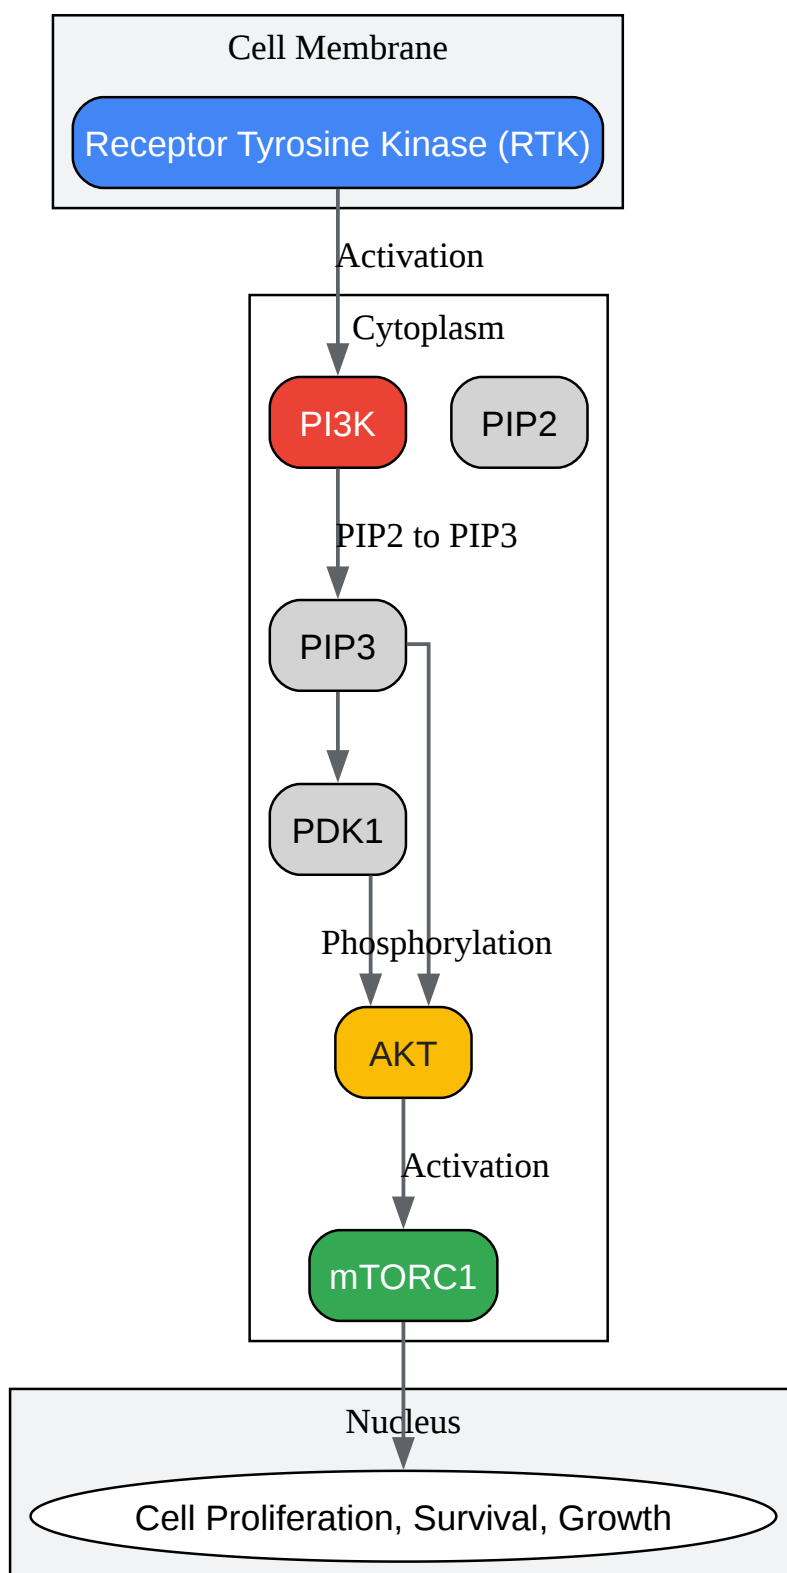 Cell Membrane
Receptor Tyrosine Kinase (RTK)
Activation
Cytoplasm
PI3K
PIP2
PIP2 to PIP3
PIP3
PDK1
Phosphorylation
AKT
Activation
mTORC1
Nucleus
Cell Proliferation, Survival, Growth